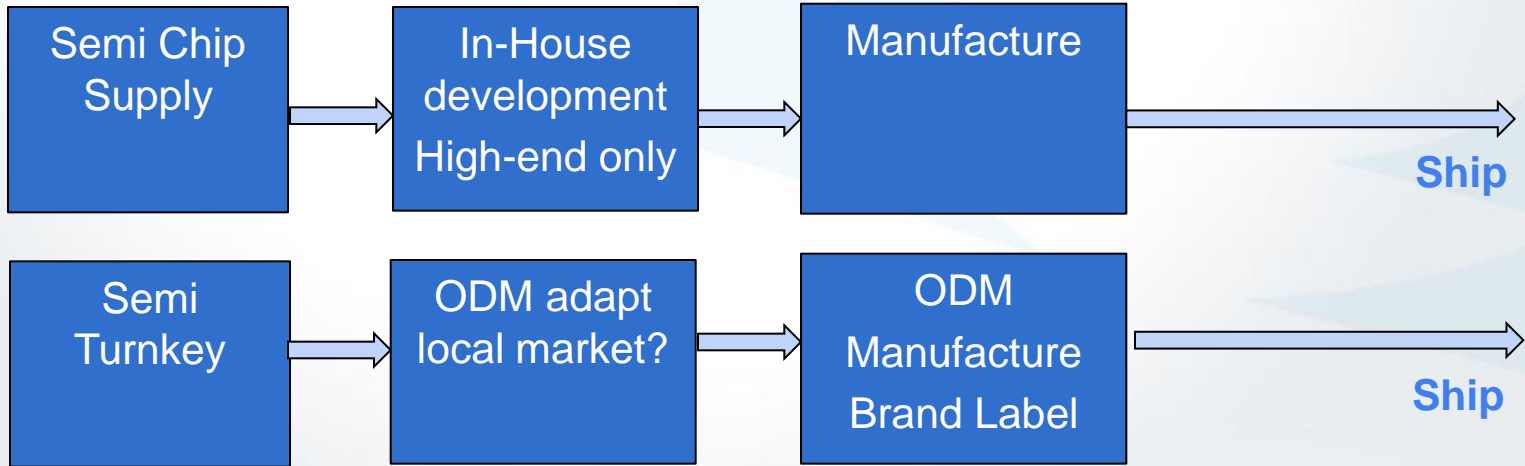 Semi Chip
Supply
In-House
development
High-end only
Manufacture
Ship
Semi
Turnkey
ODM adapt
local market?
ODM
Manufacture
Brand Label
Ship